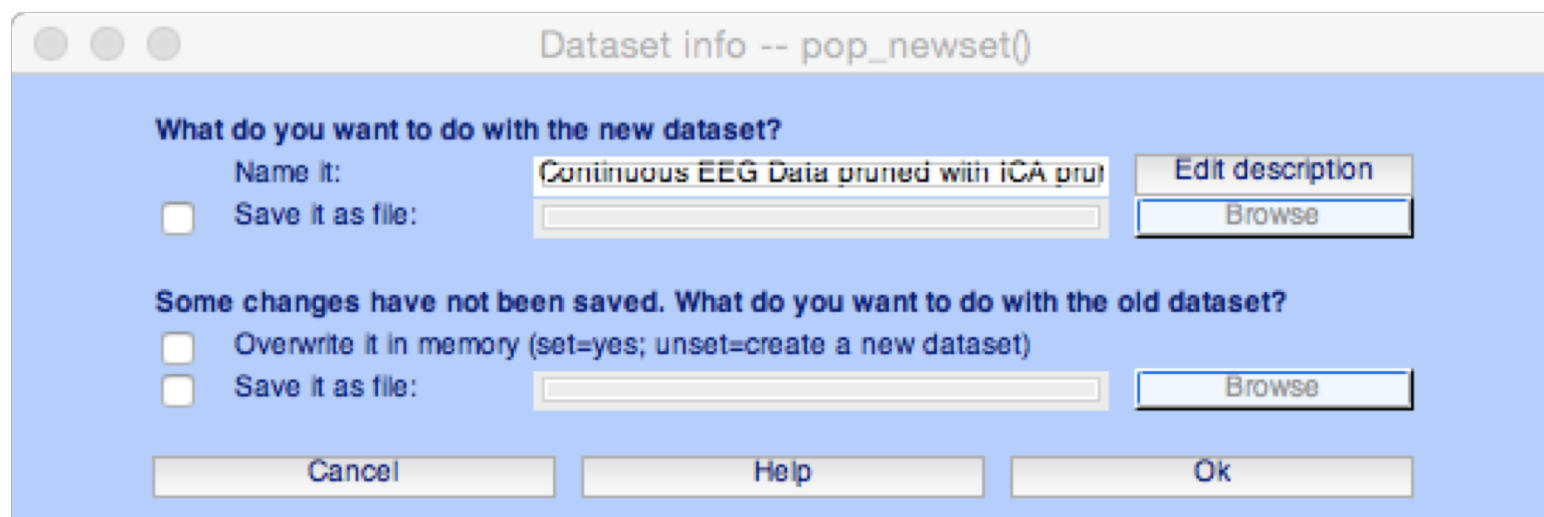 Dataset info -- pop_newset()
What do you want to do with the new dataset?
Name it: Continuous EEG Data pruned with ICA prun Edit description
Save it as file: Browse
Some changes have not been saved. What do you want to do with the old dataset?
Overwrite it in memory (set=yes; unset=create a new dataset)
Save it as file: Browse
Cancel Help Ok